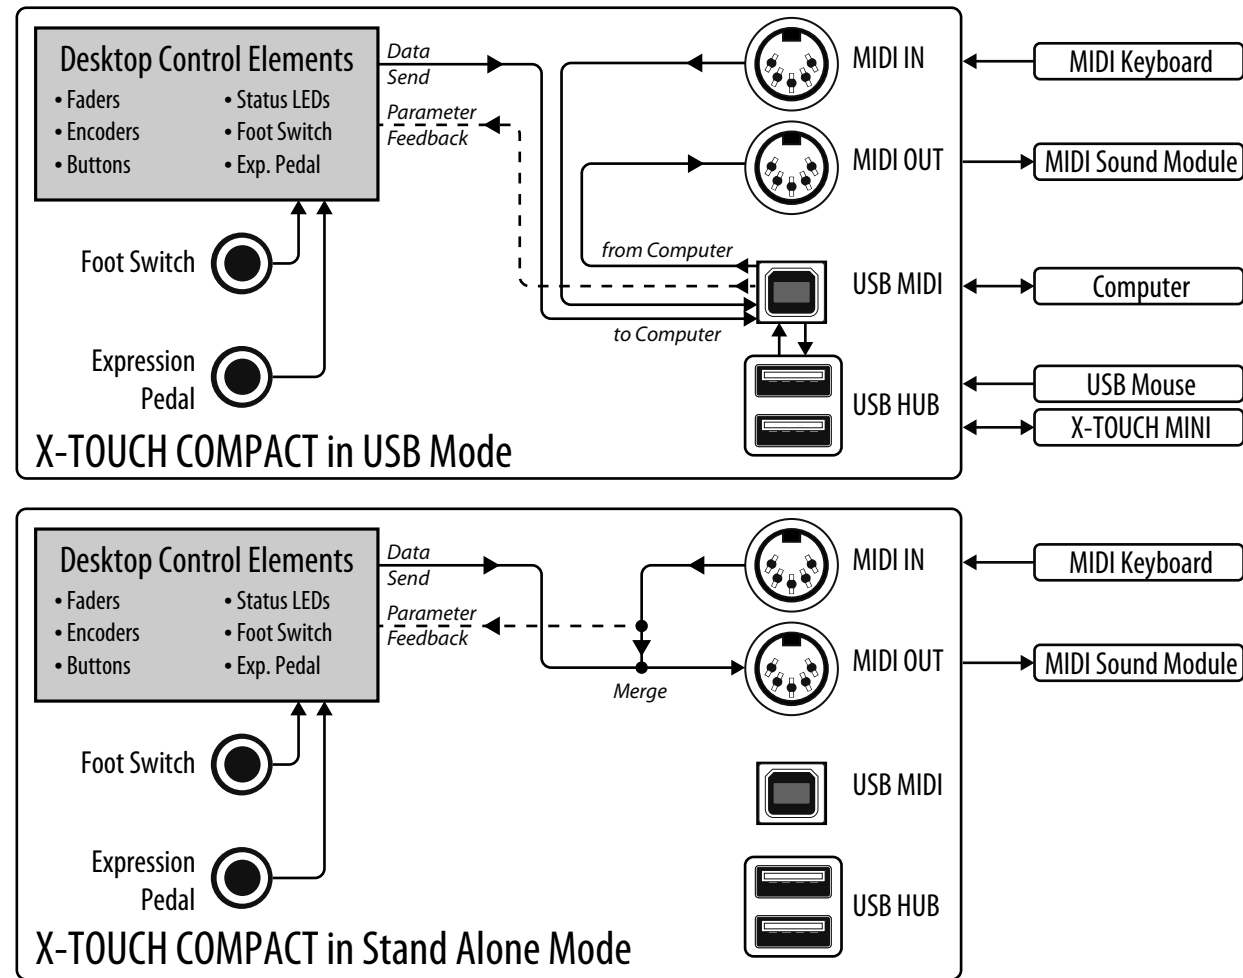 Desktop Control Elements
• Faders
• Encoders
• Buttons
• Status LEDs
• Foot Switch
• Exp. Pedal
Data
Send
Parameter
Feedback
MIDI IN
MIDI Keyboard
MIDI OUT
MIDI Sound Module
Foot Switch
from Computer
USB MIDI
Computer
to Computer
Expression
Pedal
USB HUB
USB Mouse
X-TOUCH MINI
X-TOUCH COMPACT in USB Mode
Desktop Control Elements
• Faders
• Encoders
• Buttons
• Status LEDs
• Foot Switch
• Exp. Pedal
Data
Send
Parameter
Feedback
MIDI IN
MIDI Keyboard
MIDI OUT
MIDI Sound Module
Merge
Foot Switch
USB MIDI
Expression
Pedal
USB HUB
X-TOUCH COMPACT in Stand Alone Mode